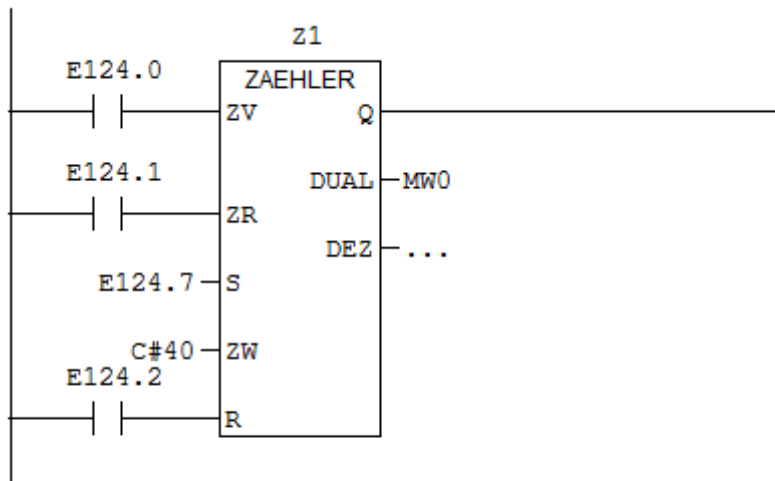 Z1
E124.0
ZAEHLER
ZV Q
E124.1
DUAL MW0
ZR
DEZ ...
E124.7 S
C#40 ZW
E124.2
R